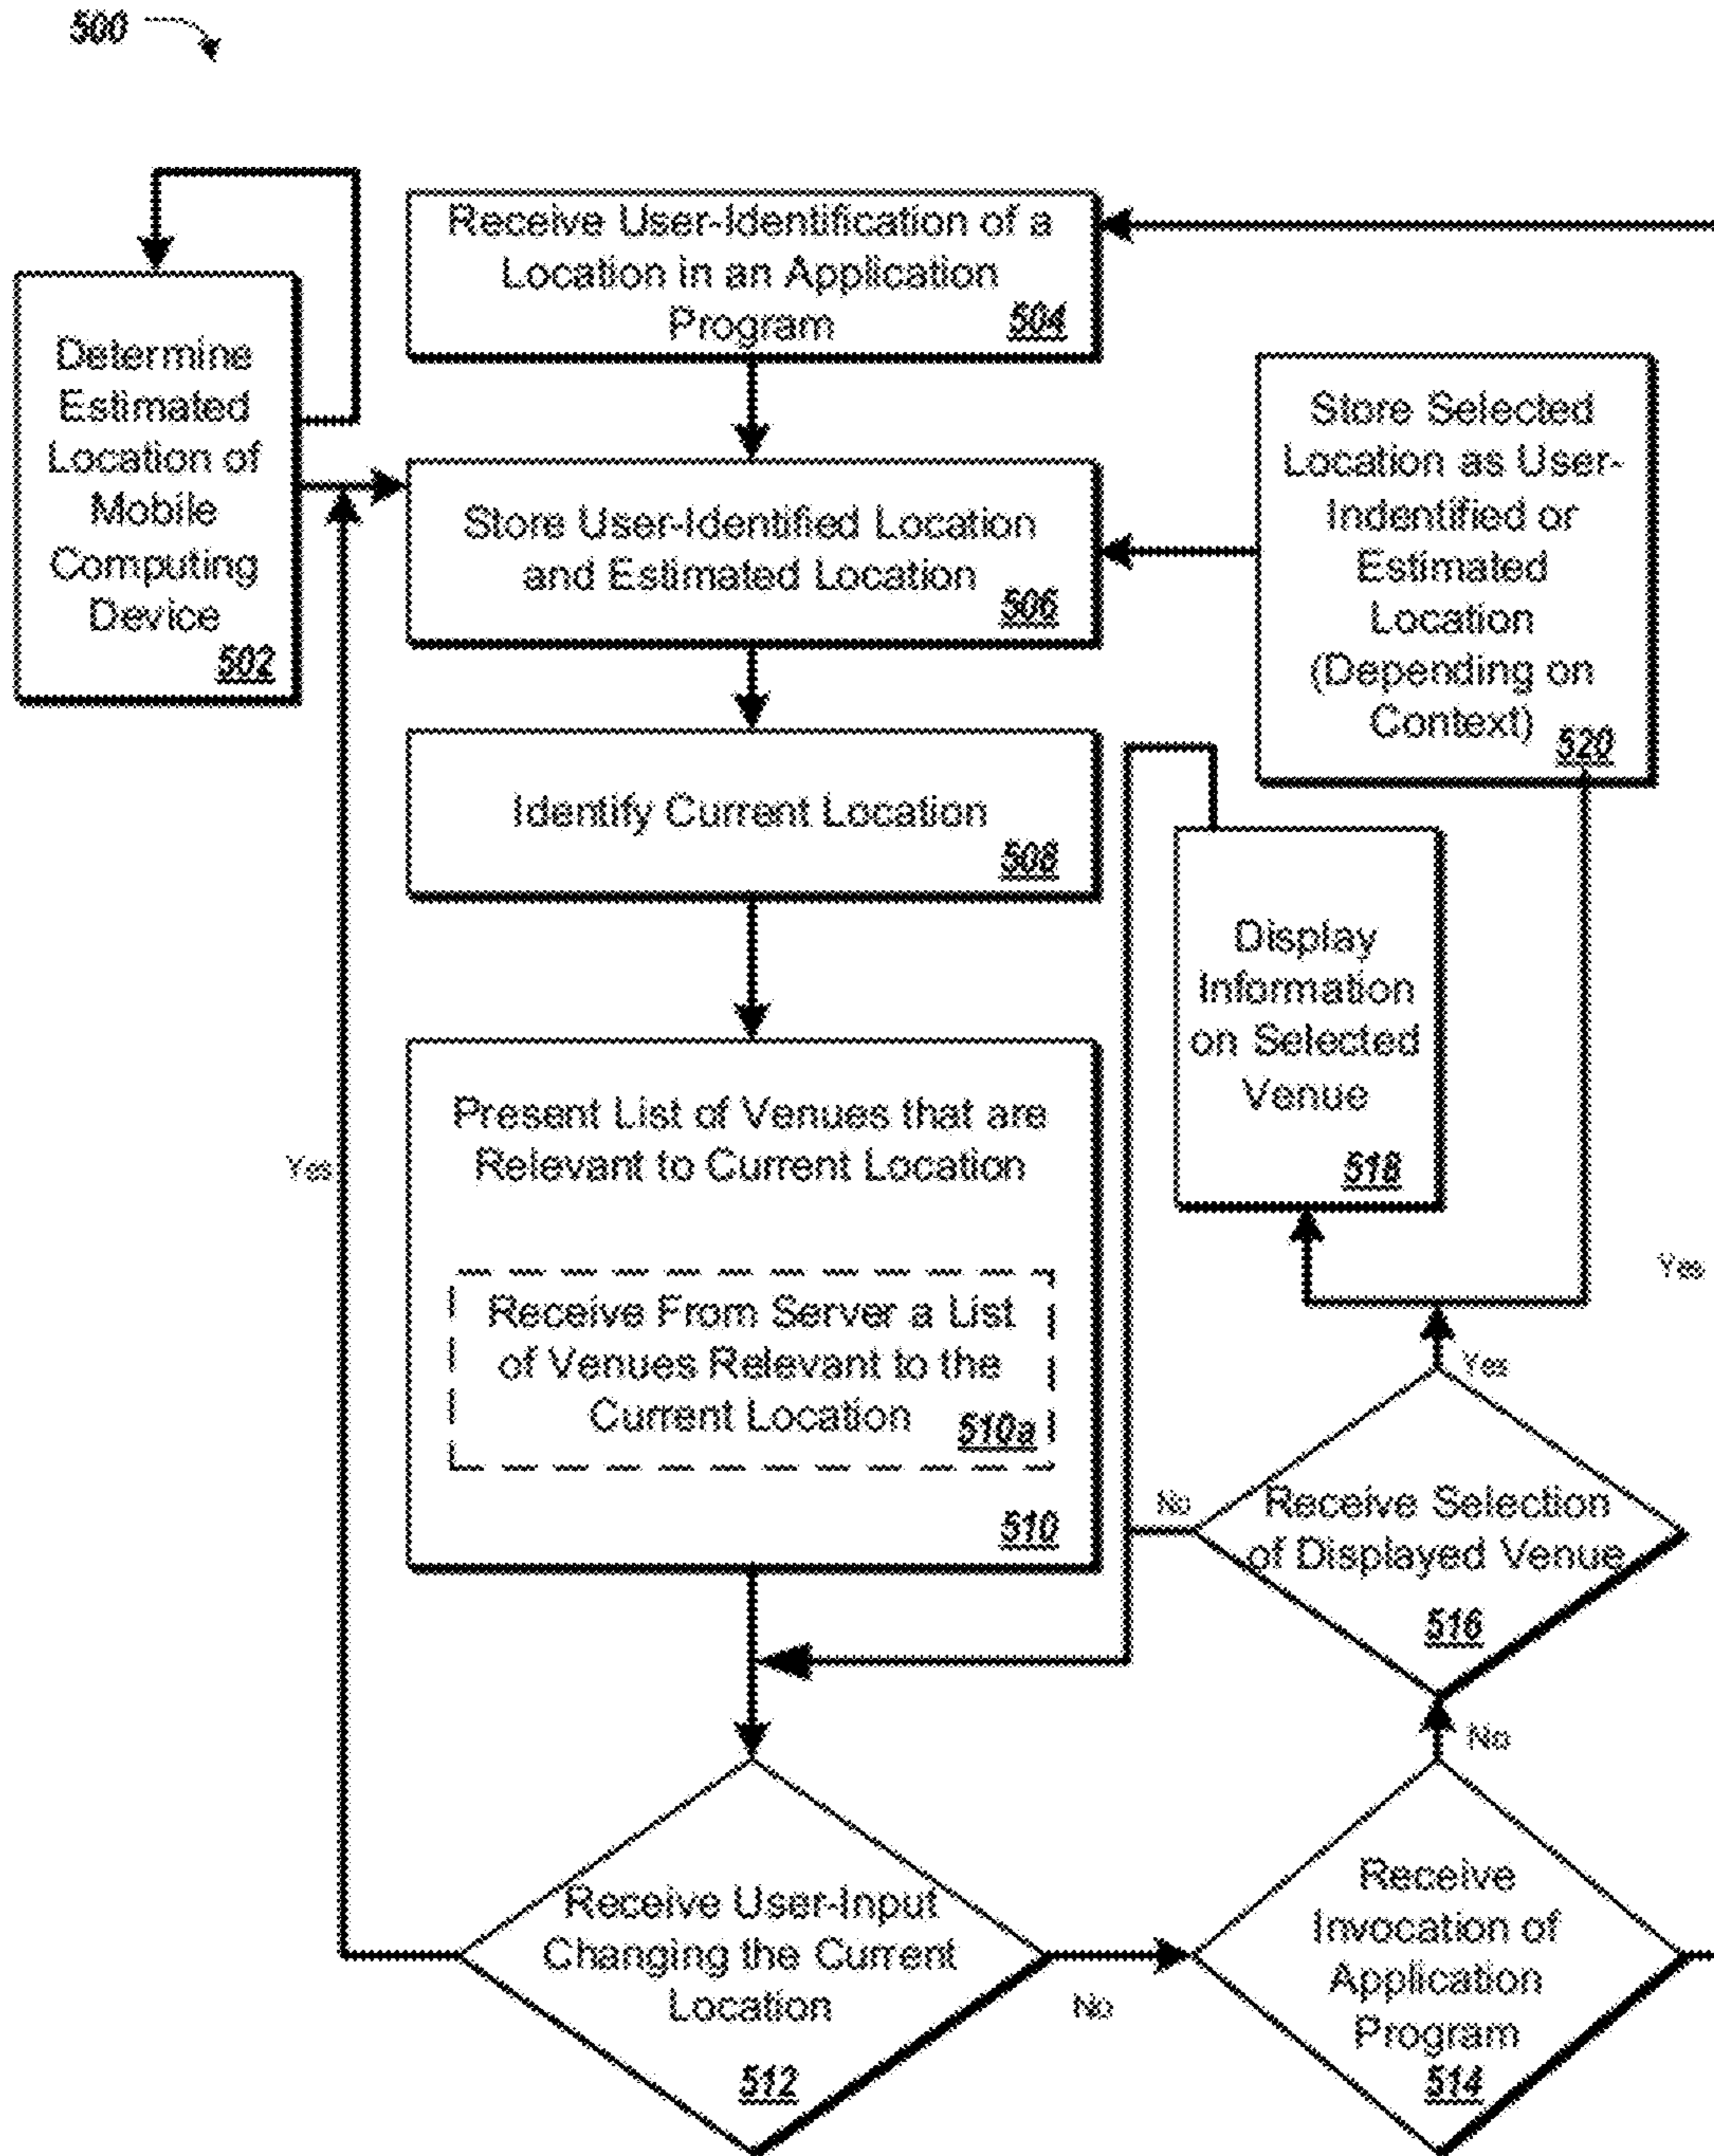 500
Receive User-Identification of a
Location in an Application
Program
504
Determine
Estimated
Location of
Mobile
Computing
Device
502
Store User-Identified Location
and Estimated Location
506
Store Selected
Location as User-
Indentified or
Estimated
Location
(Depending on
Context)
520
Identify Current Location
508
Display
Information
on Selected
Venue
518
Present List of Venues that are
Relevant to Current Location
Receive From Server a List
of Venues Relevant to the
Current Location
510a
510
Yes
Yes
Yes
No
Receive Selection
of Displayed Venue
516
No
Receive User-Input
Changing the Current
Location
512
No
Receive
Invocation of
Application
Program
514